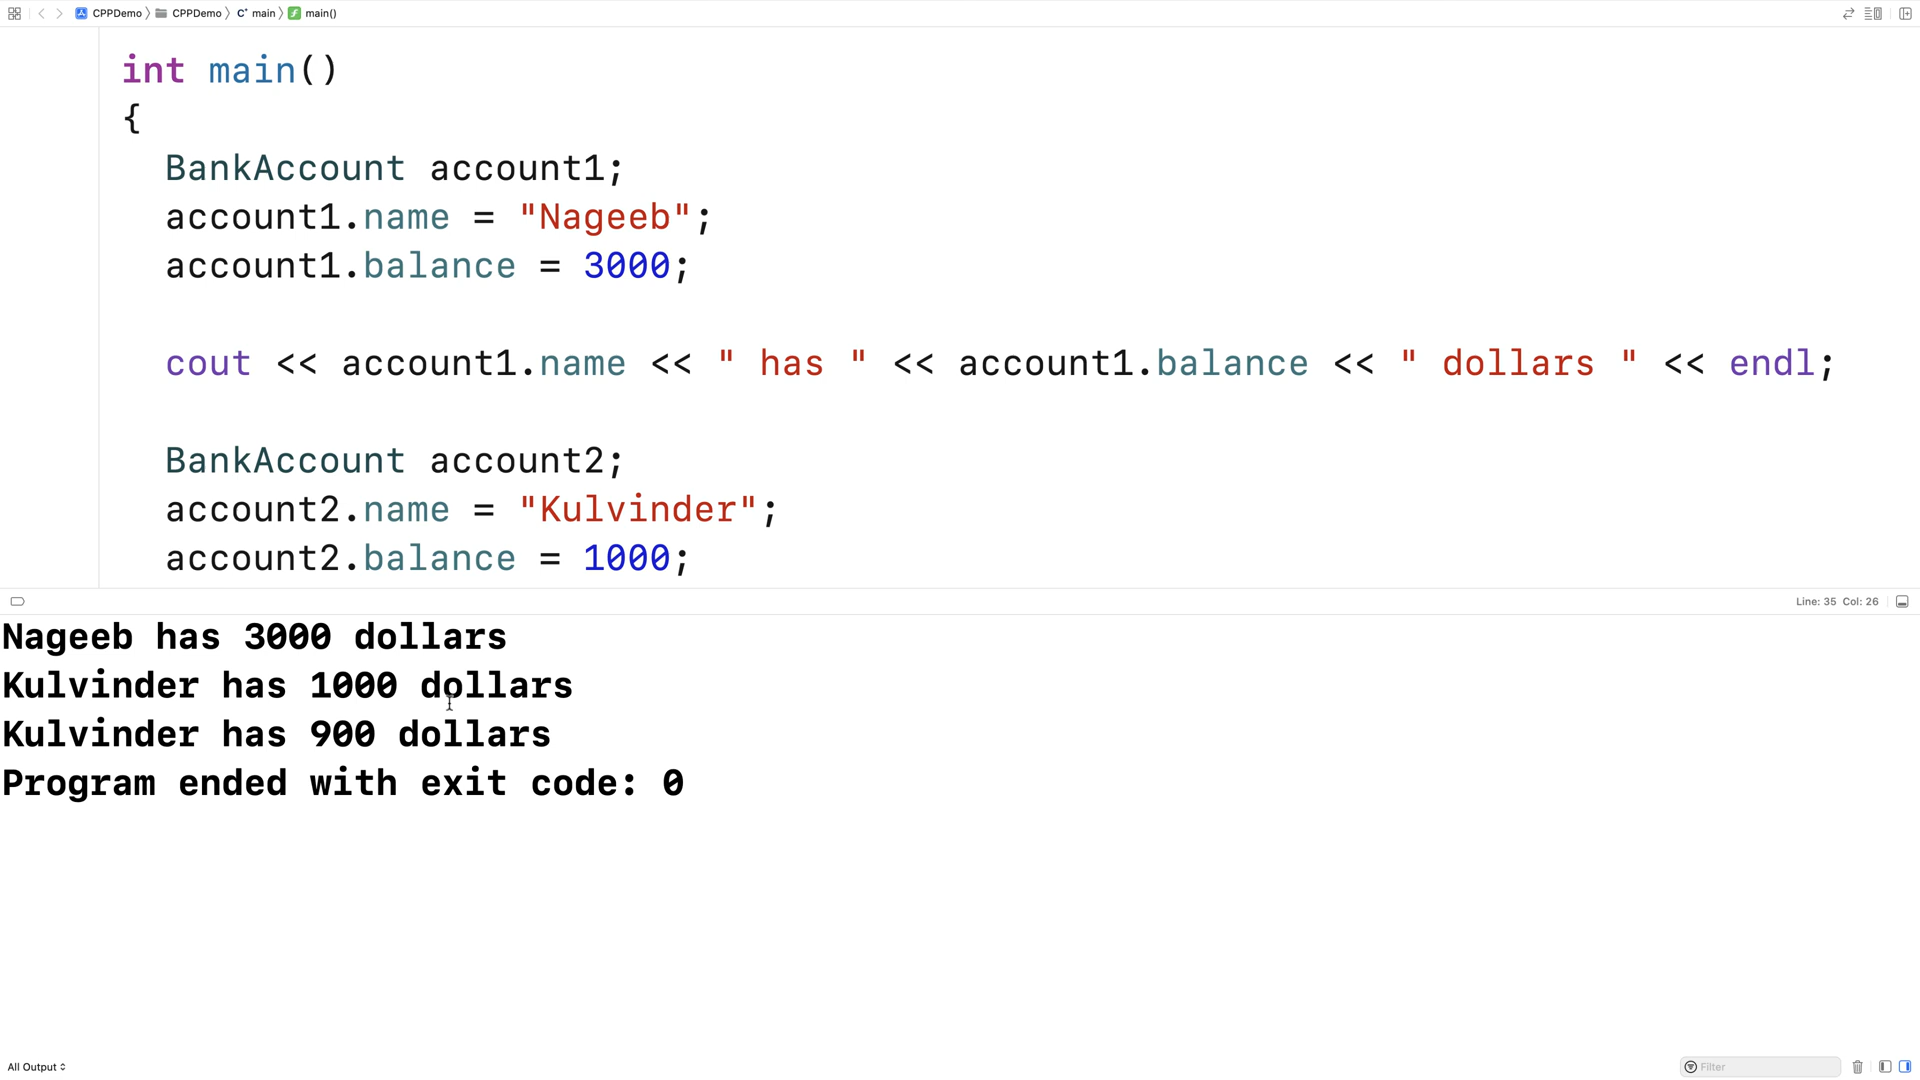 CPPDemo CPPDemo main main()
int main()
{
BankAccount account1;
account1.name = "Nageeb";
account1.balance = 3000;
cout << account1.name << " has " << account1.balance << " dollars " << endl;
BankAccount account2;
account2.name = "Kulvinder";
account2.balance = 1000;
Line: 35 Col: 26
Nageeb has 3000 dollars
Kulvinder has 1000 dollars
Kulvinder has 900 dollars
Program ended with exit code: 0
All Output Filter